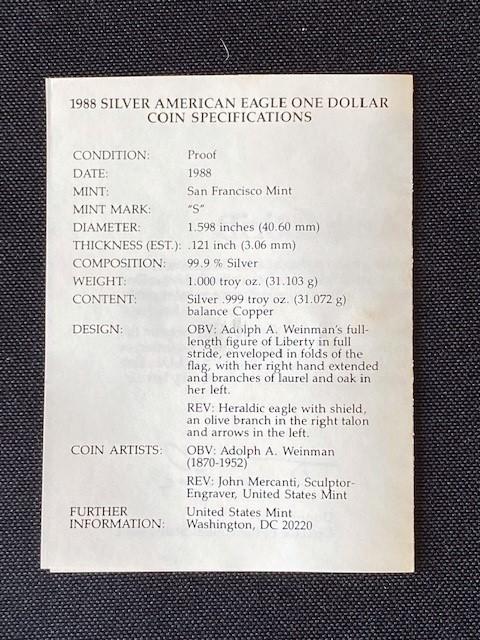 1988 SILVER AMERICAN EAGLE ONE DOLLAR
COIN SPECIFICATIONS
CONDITION: Proof
DATE: 1988
MINT: San Francisco Mint
MINT MARK: "S"
DIAMETER: 1.598 inches (40.60 mm)
THICKNESS (EST.): .121 inch (3.06 mm)
COMPOSITION: 99.9 % Silver
WEIGHT: 1.000 troy oz. (31.103 g)
CONTENT: Silver .999 troy oz. (31.072 g)
balance Copper
DESIGN: OBV: Adolph A. Weinman's full-
length figure of Liberty in full
stride, enveloped in folds of the
flag, with her right hand extended
and branches of laurel and oak in
her left.
REV: Heraldic eagle with shield,
an olive branch in the right talon
and arrows in the left.
COIN ARTISTS: OBV: Adolph A. Weinman
(1870-1952)
REV: John Mercanti, Sculptor-
Engraver, United States Mint
FURTHER United States Mint
INFORMATION: Washington, DC 20220